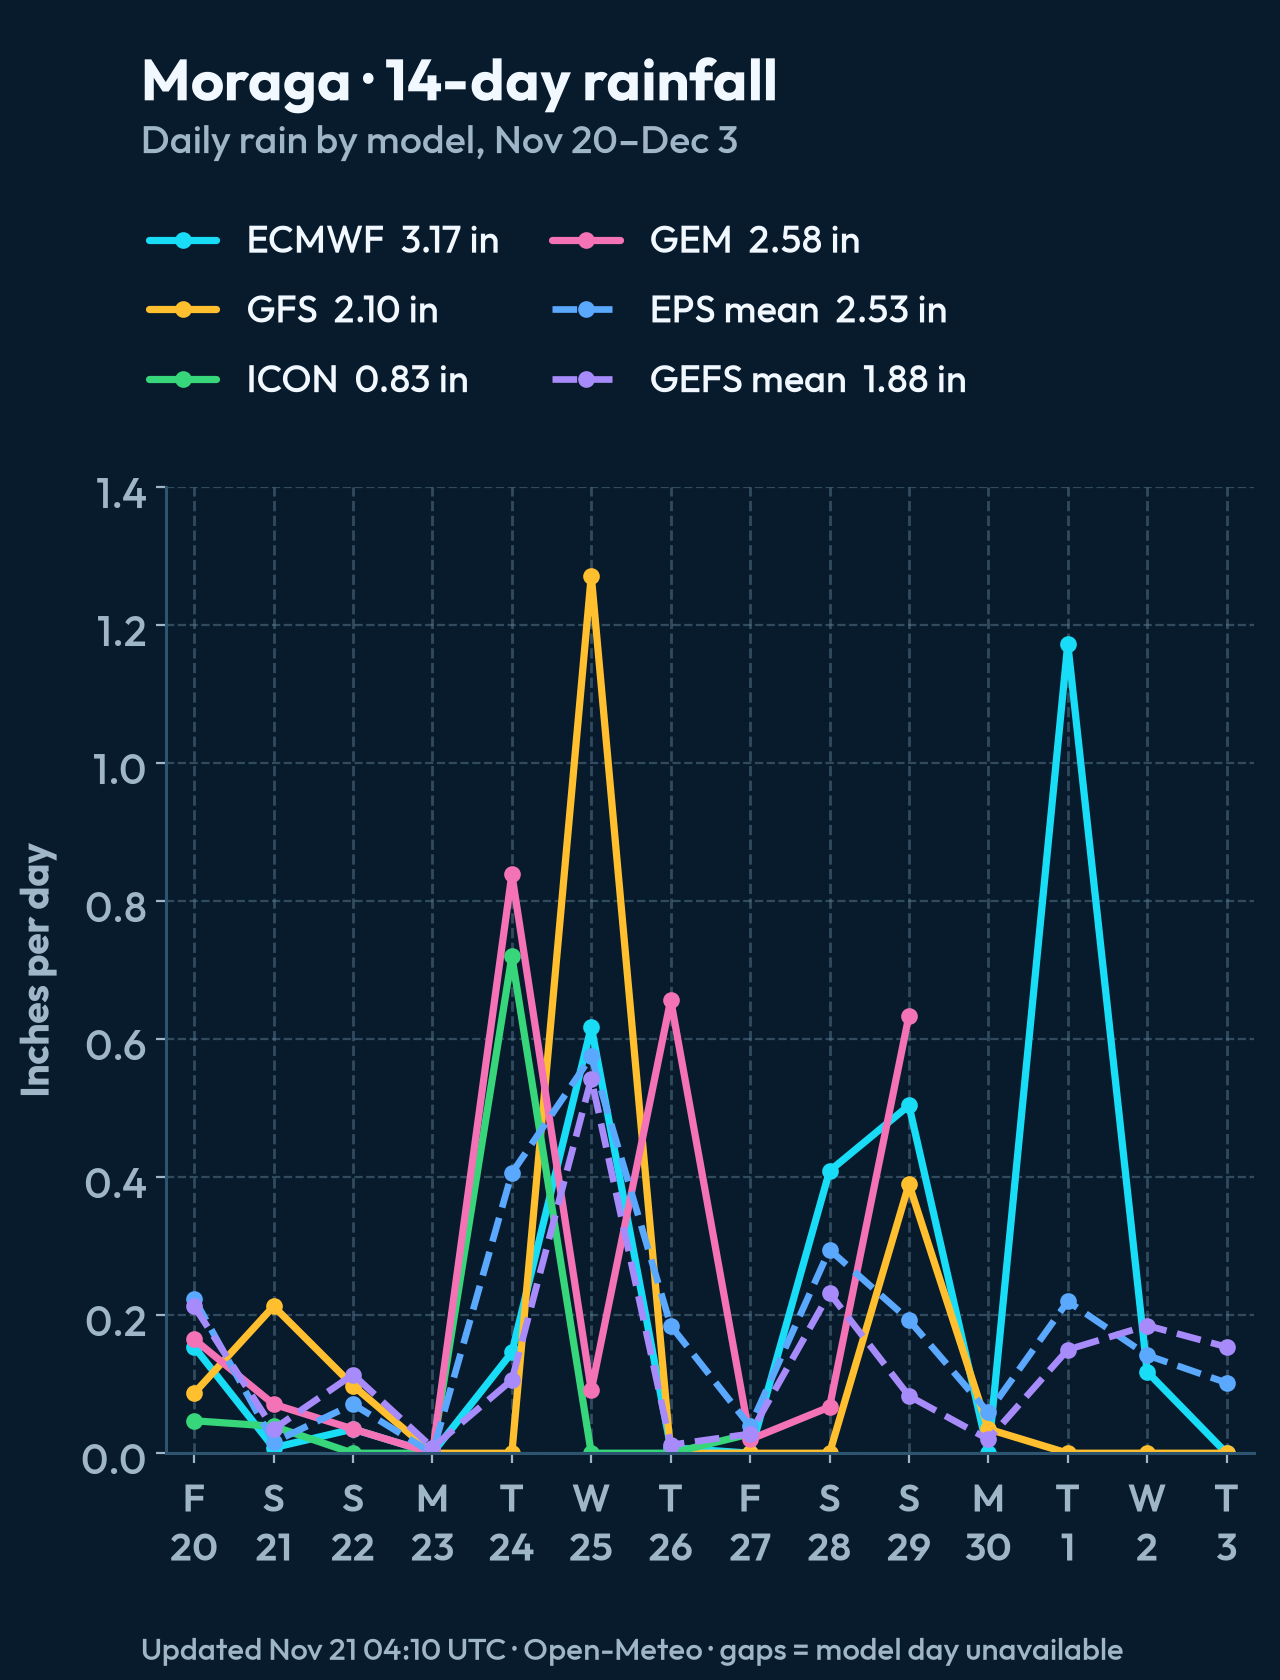 Moraga · 14-day rainfall
Daily rain by model, Nov 20–Dec 3
ECMWF 3.17 in
GEM 2.58 in
GFS 2.10 in
EPS mean 2.53 in
ICON 0.83 in
GEFS mean 1.88 in
1.4
1.2
1.0
0.8
0.6
0.4
0.2
0.0
Inches per day
F S S M T W T F S S M T W T
20 21 22 23 24 25 26 27 28 29 30 1 2 3
Updated Nov 21 04:10 UTC · Open-Meteo · gaps = model day unavailable